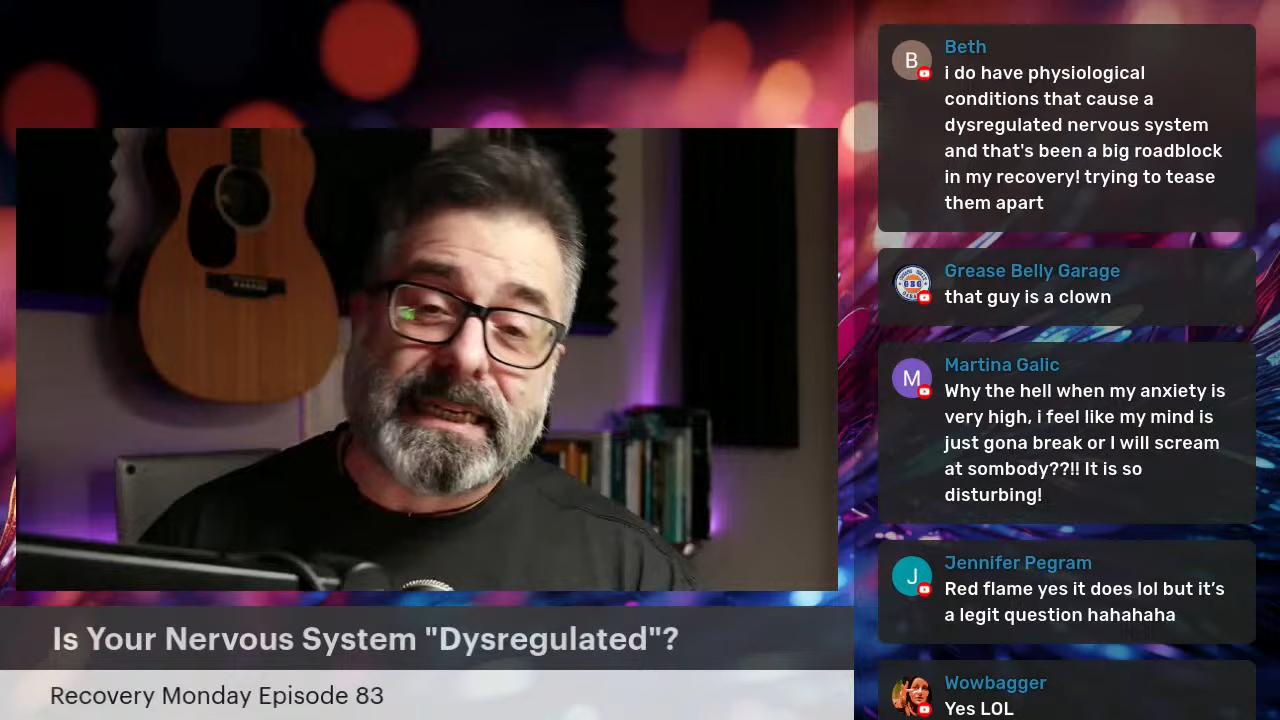 B
Beth
i do have physiological
conditions that cause a
dysregulated nervous system
and that's been a big roadblock
in my recovery! trying to tease
them apart
GBG
Grease Belly Garage
that guy is a clown
M
Martina Galic
Why the hell when my anxiety is
very high, i feel like my mind is
just gona break or I will scream
at sombody??!! It is so
disturbing!
J
Jennifer Pegram
Red flame yes it does lol but it’s
a legit question hahahaha
Wowbagger
Yes LOL
Is Your Nervous System "Dysregulated"?
Recovery Monday Episode 83